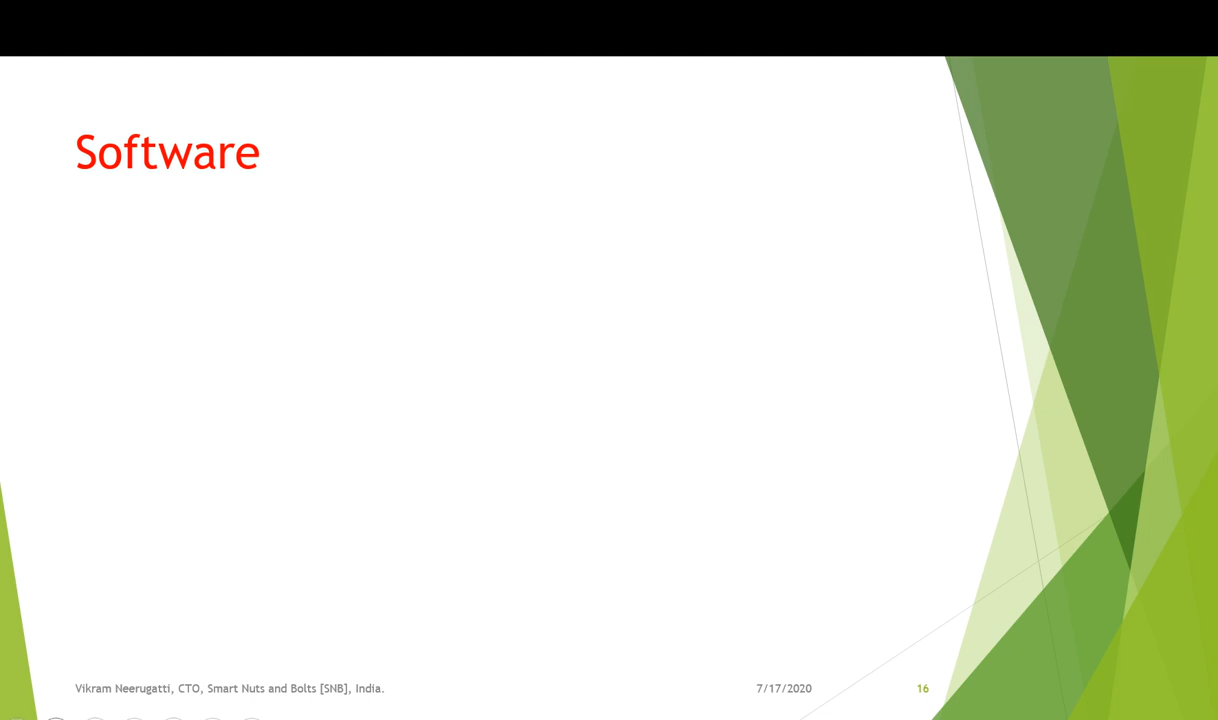 Software
Vikram Neerugatti, CTO, Smart Nuts and Bolts [SNB], India.
7/17/2020
16